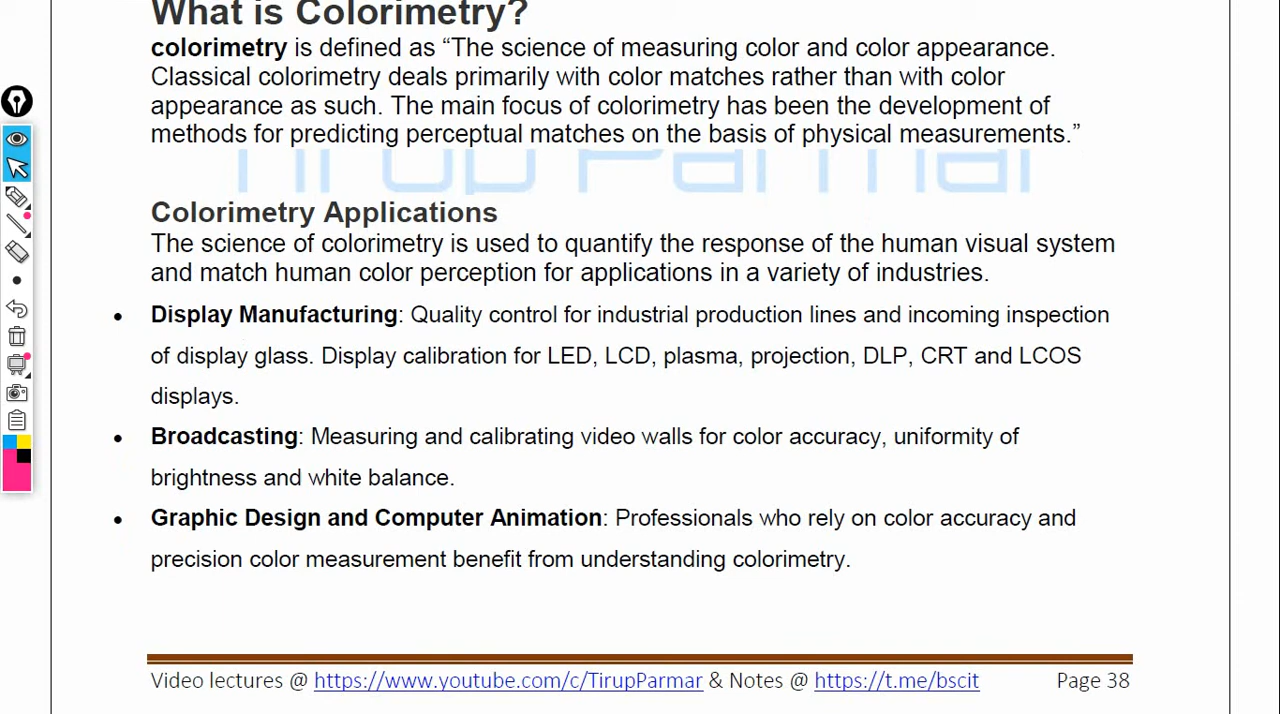 What is Colorimetry?
colorimetry is defined as “The science of measuring color and color appearance.
Classical colorimetry deals primarily with color matches rather than with color
appearance as such. The main focus of colorimetry has been the development of
methods for predicting perceptual matches on the basis of physical measurements.”
Tirup Parmar
Colorimetry Applications
The science of colorimetry is used to quantify the response of the human visual system
and match human color perception for applications in a variety of industries.
• Display Manufacturing: Quality control for industrial production lines and incoming inspection
of display glass. Display calibration for LED, LCD, plasma, projection, DLP, CRT and LCOS
displays.
• Broadcasting: Measuring and calibrating video walls for color accuracy, uniformity of
brightness and white balance.
• Graphic Design and Computer Animation: Professionals who rely on color accuracy and
precision color measurement benefit from understanding colorimetry.
Video lectures @ https://www.youtube.com/c/TirupParmar & Notes @ https://t.me/bscit Page 38